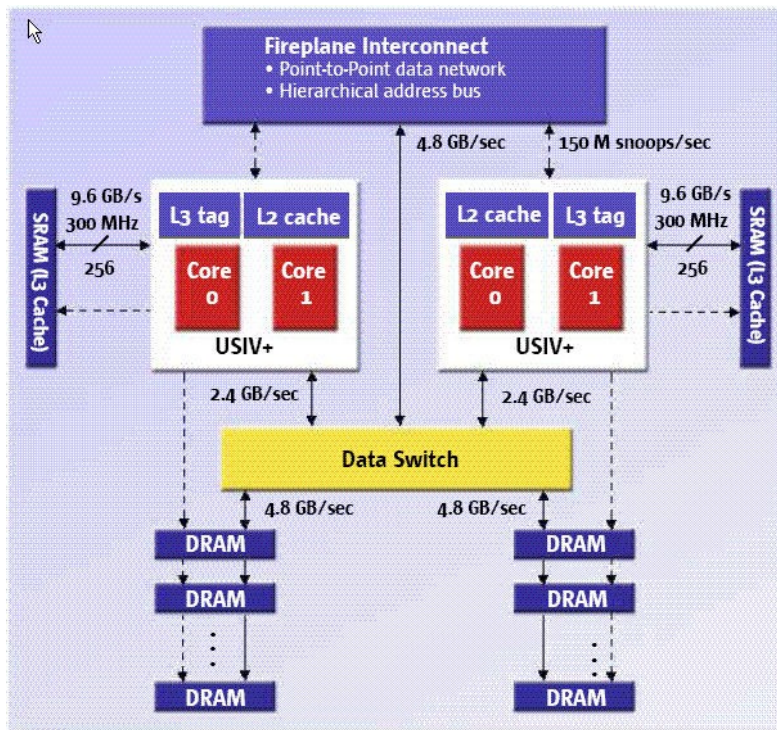 Fireplane Interconnect
• Point-to-Point data network
• Hierarchical address bus
4.8 GB/sec
150 M snoops/sec
SRAM (L3 Cache)
9.6 GB/s
300 MHz
256
L3 tag
L2 cache
Core
0
Core
1
USIV+
L2 cache
L3 tag
Core
0
Core
1
USIV+
9.6 GB/s
300 MHz
256
SRAM (L3 Cache)
2.4 GB/sec
2.4 GB/sec
Data Switch
4.8 GB/sec
4.8 GB/sec
DRAM
DRAM
DRAM
DRAM
DRAM
DRAM